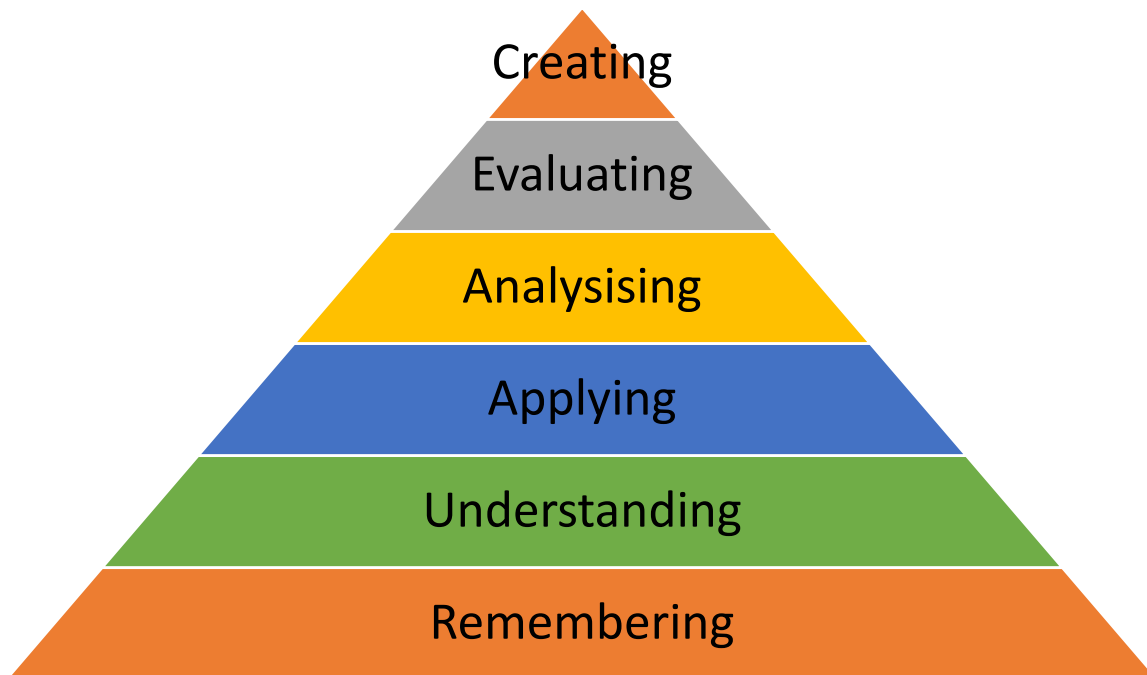 Creating
Evaluating
Analysising
Applying
Understanding
Remembering